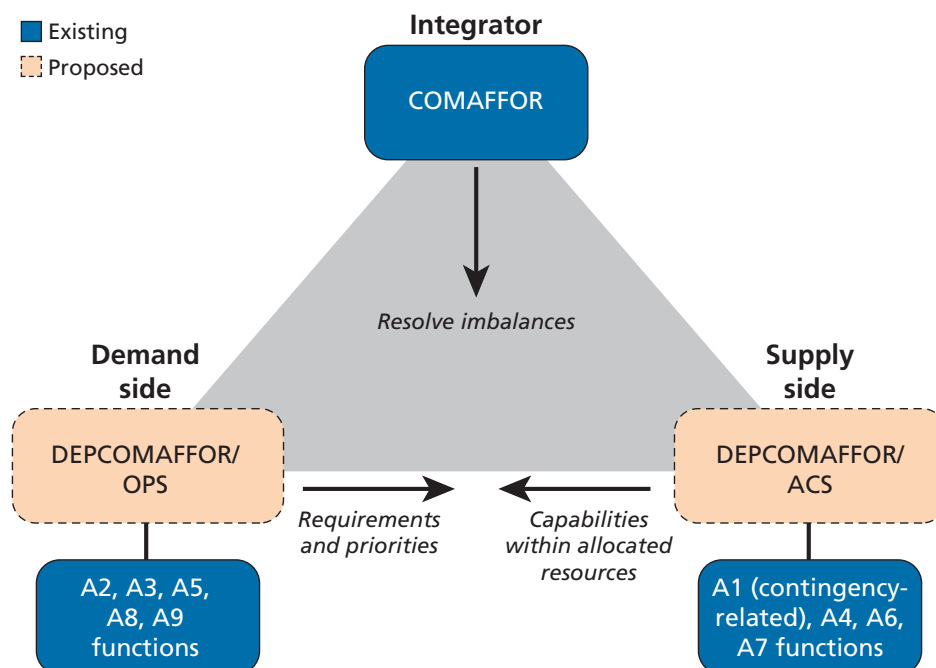 Existing
Proposed
Integrator
COMAFFOR
Resolve imbalances
Demand
side
DEPCOMAFFOR/
OPS
Supply
side
DEPCOMAFFOR/
ACS
Requirements
and priorities
Capabilities
within allocated
resources
A2, A3, A5,
A8, A9
functions
A1 (contingency-
related), A4, A6,
A7 functions